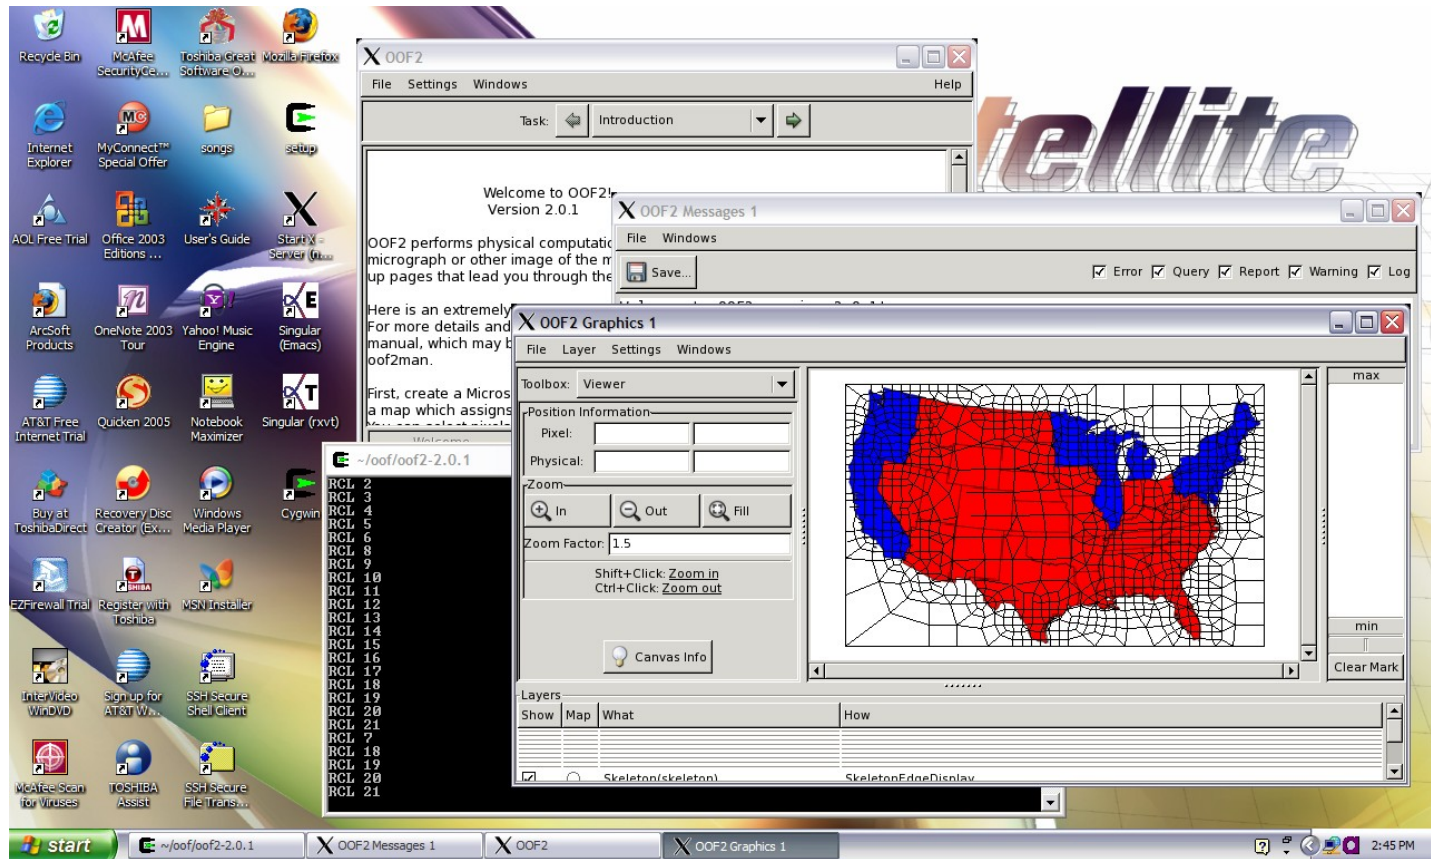 Recycle Bin
McAfee SecurityCe...
Toshiba Great Software O...
Mozilla Firefox
Internet Explorer
MyConnect™ Special Offer
songs
setup
AOL Free Trial
Office 2003 Editions ...
User's Guide
Start X - Server (n...
ArcSoft Products
OneNote 2003 Tour
Yahoo! Music Engine
Singular (Emacs)
AT&T Free Internet Trial
Quicken 2005
Notebook Maximizer
Singular (rxvt)
Buy at ToshibaDirect
Recovery Disc Creator (Ex...
Windows Media Player
Cygwin
EZFirewall Trial
Register with Toshiba
MSN Installer
InterVideo WinDVD
Sign up for AT&T W...
SSH Secure Shell Client
McAfee Scan for Viruses
TOSHIBA Assist
SSH Secure File Trans...
tellite
OOF2
File Settings Windows Help
Task: Introduction
Welcome to OOF2!
Version 2.0.1
OOF2 performs physical computatio
micrograph or other image of the m
up pages that lead you through the
Here is an extremely
For more details and
manual, which may b
oof2man.
First, create a Micros
a map which assigns
Welcome
OOF2 Messages 1
File Windows
Save...
Error Query Report Warning Log
OOF2 Graphics 1
File Layer Settings Windows
Toolbox: Viewer
Position Information
Pixel:
Physical:
Zoom
In Out Fill
Zoom Factor: 1.5
Shift+Click: Zoom in
Ctrl+Click: Zoom out
Canvas Info
max
min
Clear Mark
Layers
Show Map What How
Skeleton(skeleton) SkeletonEdgeDisplay
~/oof/oof2-2.0.1
RCL 2
RCL 3
RCL 4
RCL 5
RCL 6
RCL 8
RCL 9
RCL 10
RCL 11
RCL 12
RCL 13
RCL 14
RCL 15
RCL 16
RCL 17
RCL 18
RCL 19
RCL 20
RCL 21
RCL 7
RCL 18
RCL 19
RCL 20
RCL 21
start
~/oof/oof2-2.0.1
OOF2 Messages 1
OOF2
OOF2 Graphics 1
2:45 PM